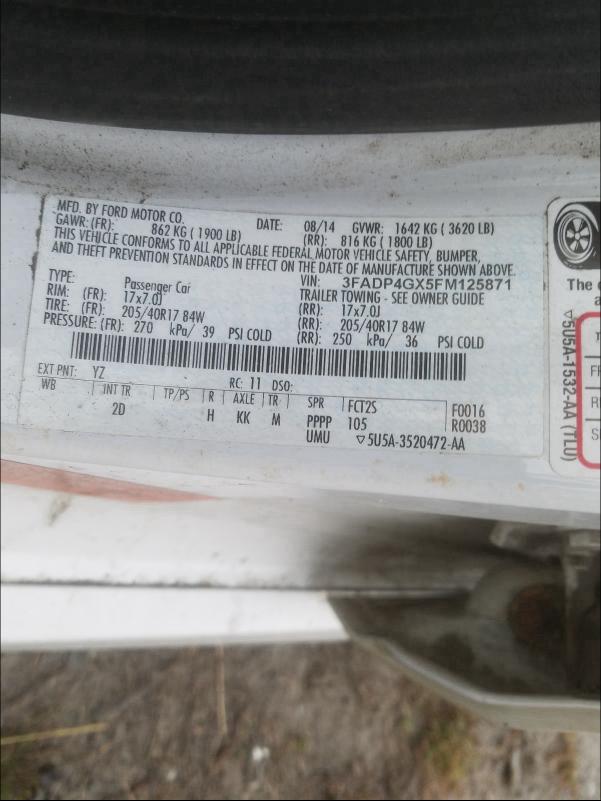 MFD. BY FORD MOTOR CO. DATE: 08/14 GVWR: 1642 KG ( 3620 LB)
GAWR: (FR): 862 KG ( 1900 LB) (RR): 816 KG ( 1800 LB)
THIS VEHICLE CONFORMS TO ALL APPLICABLE FEDERAL MOTOR VEHICLE SAFETY, BUMPER,
AND THEFT PREVENTION STANDARDS IN EFFECT ON THE DATE OF MANUFACTURE SHOWN ABOVE.
VIN: 3FADP4GX5FM125871
TYPE: Passenger Car TRAILER TOWING - SEE OWNER GUIDE
RIM: (FR): 17x7.0J (RR): 17x7.0J
TIRE: (FR): 205/40R17 84W (RR): 205/40R17 84W
PRESSURE: (FR): 270 kPa/ 39 PSI COLD (RR): 250 kPa/ 36 PSI COLD
EXT PNT: YZ RC: 11 DSO:
WB INT TR TP/PS R AXLE TR SPR FCT2S F0016
2D H KK M PPPP 105 R0038
UMU ▽5U5A-3520472-AA
▽5U5A-1532-AA (TLU)
The